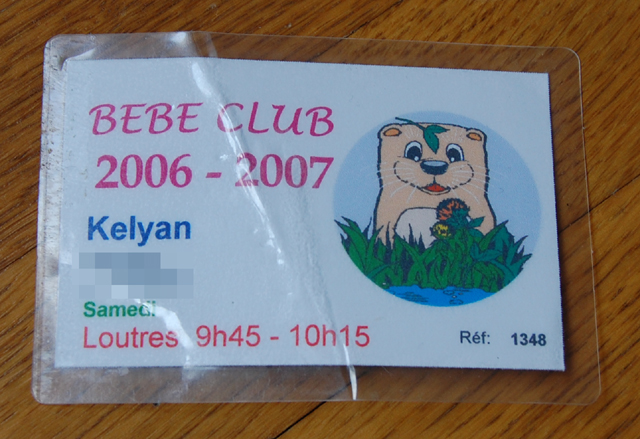 BEBE CLUB
2006 - 2007
Kelyan
Samedi
Loutres 9h45 - 10h15
Réf: 1348